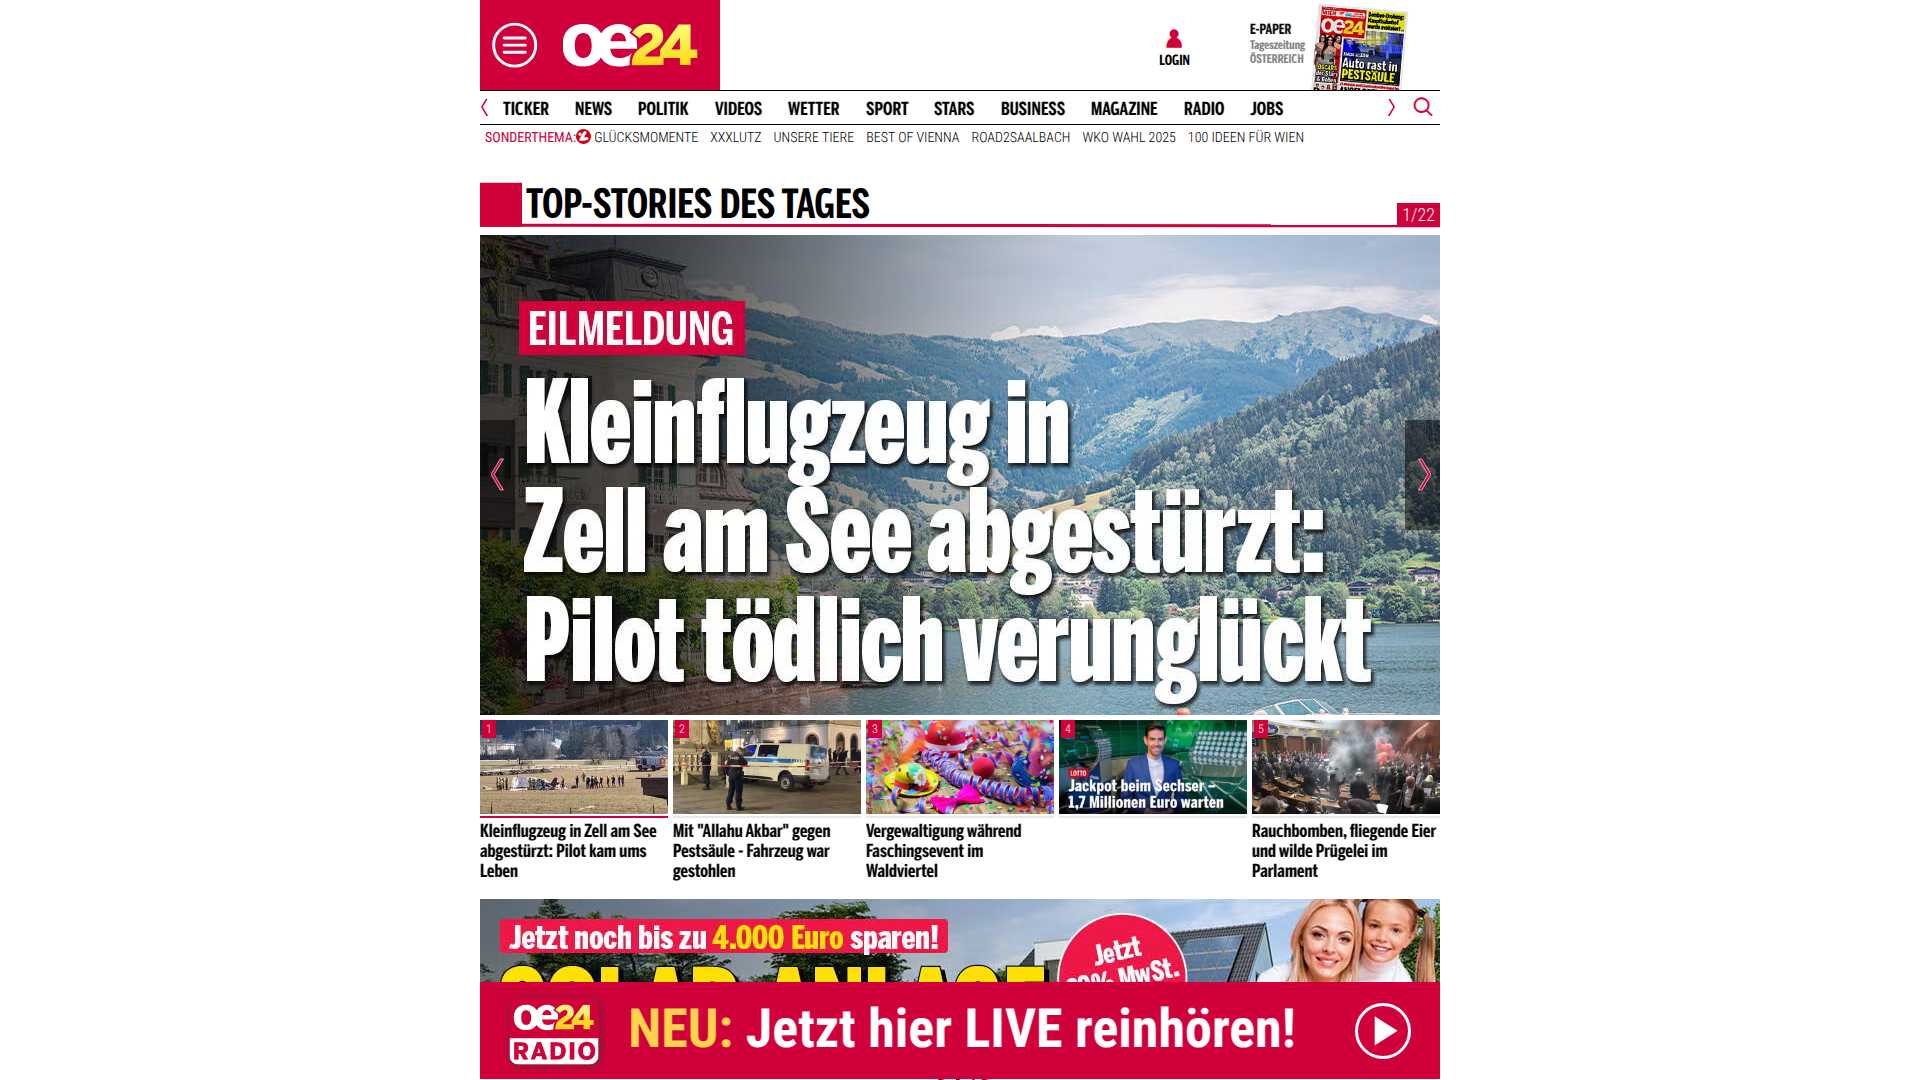 oe24
LOGIN
E-PAPER
Tageszeitung
ÖSTERREICH
oe24
Auto rast in
PESTSÄULE
TICKER NEWS POLITIK VIDEOS WETTER SPORT STARS BUSINESS MAGAZINE RADIO JOBS
SONDERTHEMA: GLÜCKSMOMENTE XXXLUTZ UNSERE TIERE BEST OF VIENNA ROAD2SAALBACH WKO WAHL 2025 100 IDEEN FÜR WIEN
TOP-STORIES DES TAGES
1/22
EILMELDUNG
Kleinflugzeug in
Zell am See abgestürzt:
Pilot tödlich verunglückt
1
2
3
4
5
LOTTO
Jackpot beim Sechser –
1,7 Millionen Euro warten
Kleinflugzeug in Zell am See
abgestürzt: Pilot kam ums
Leben
Mit "Allahu Akbar" gegen
Pestsäule - Fahrzeug war
gestohlen
Vergewaltigung während
Faschingsevent im
Waldviertel
Rauchbomben, fliegende Eier
und wilde Prügelei im
Parlament
Jetzt noch bis zu 4.000 Euro sparen!
Jetzt
MwSt.
oe24
RADIO
NEU: Jetzt hier LIVE reinhören!